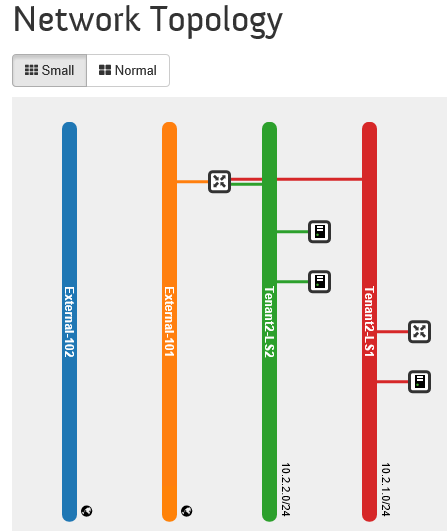 Network Topology
Small
Normal
External-102
External-101
Tenant2-LS2
Tenant2-LS1
10.2.2.0/24
10.2.1.0/24